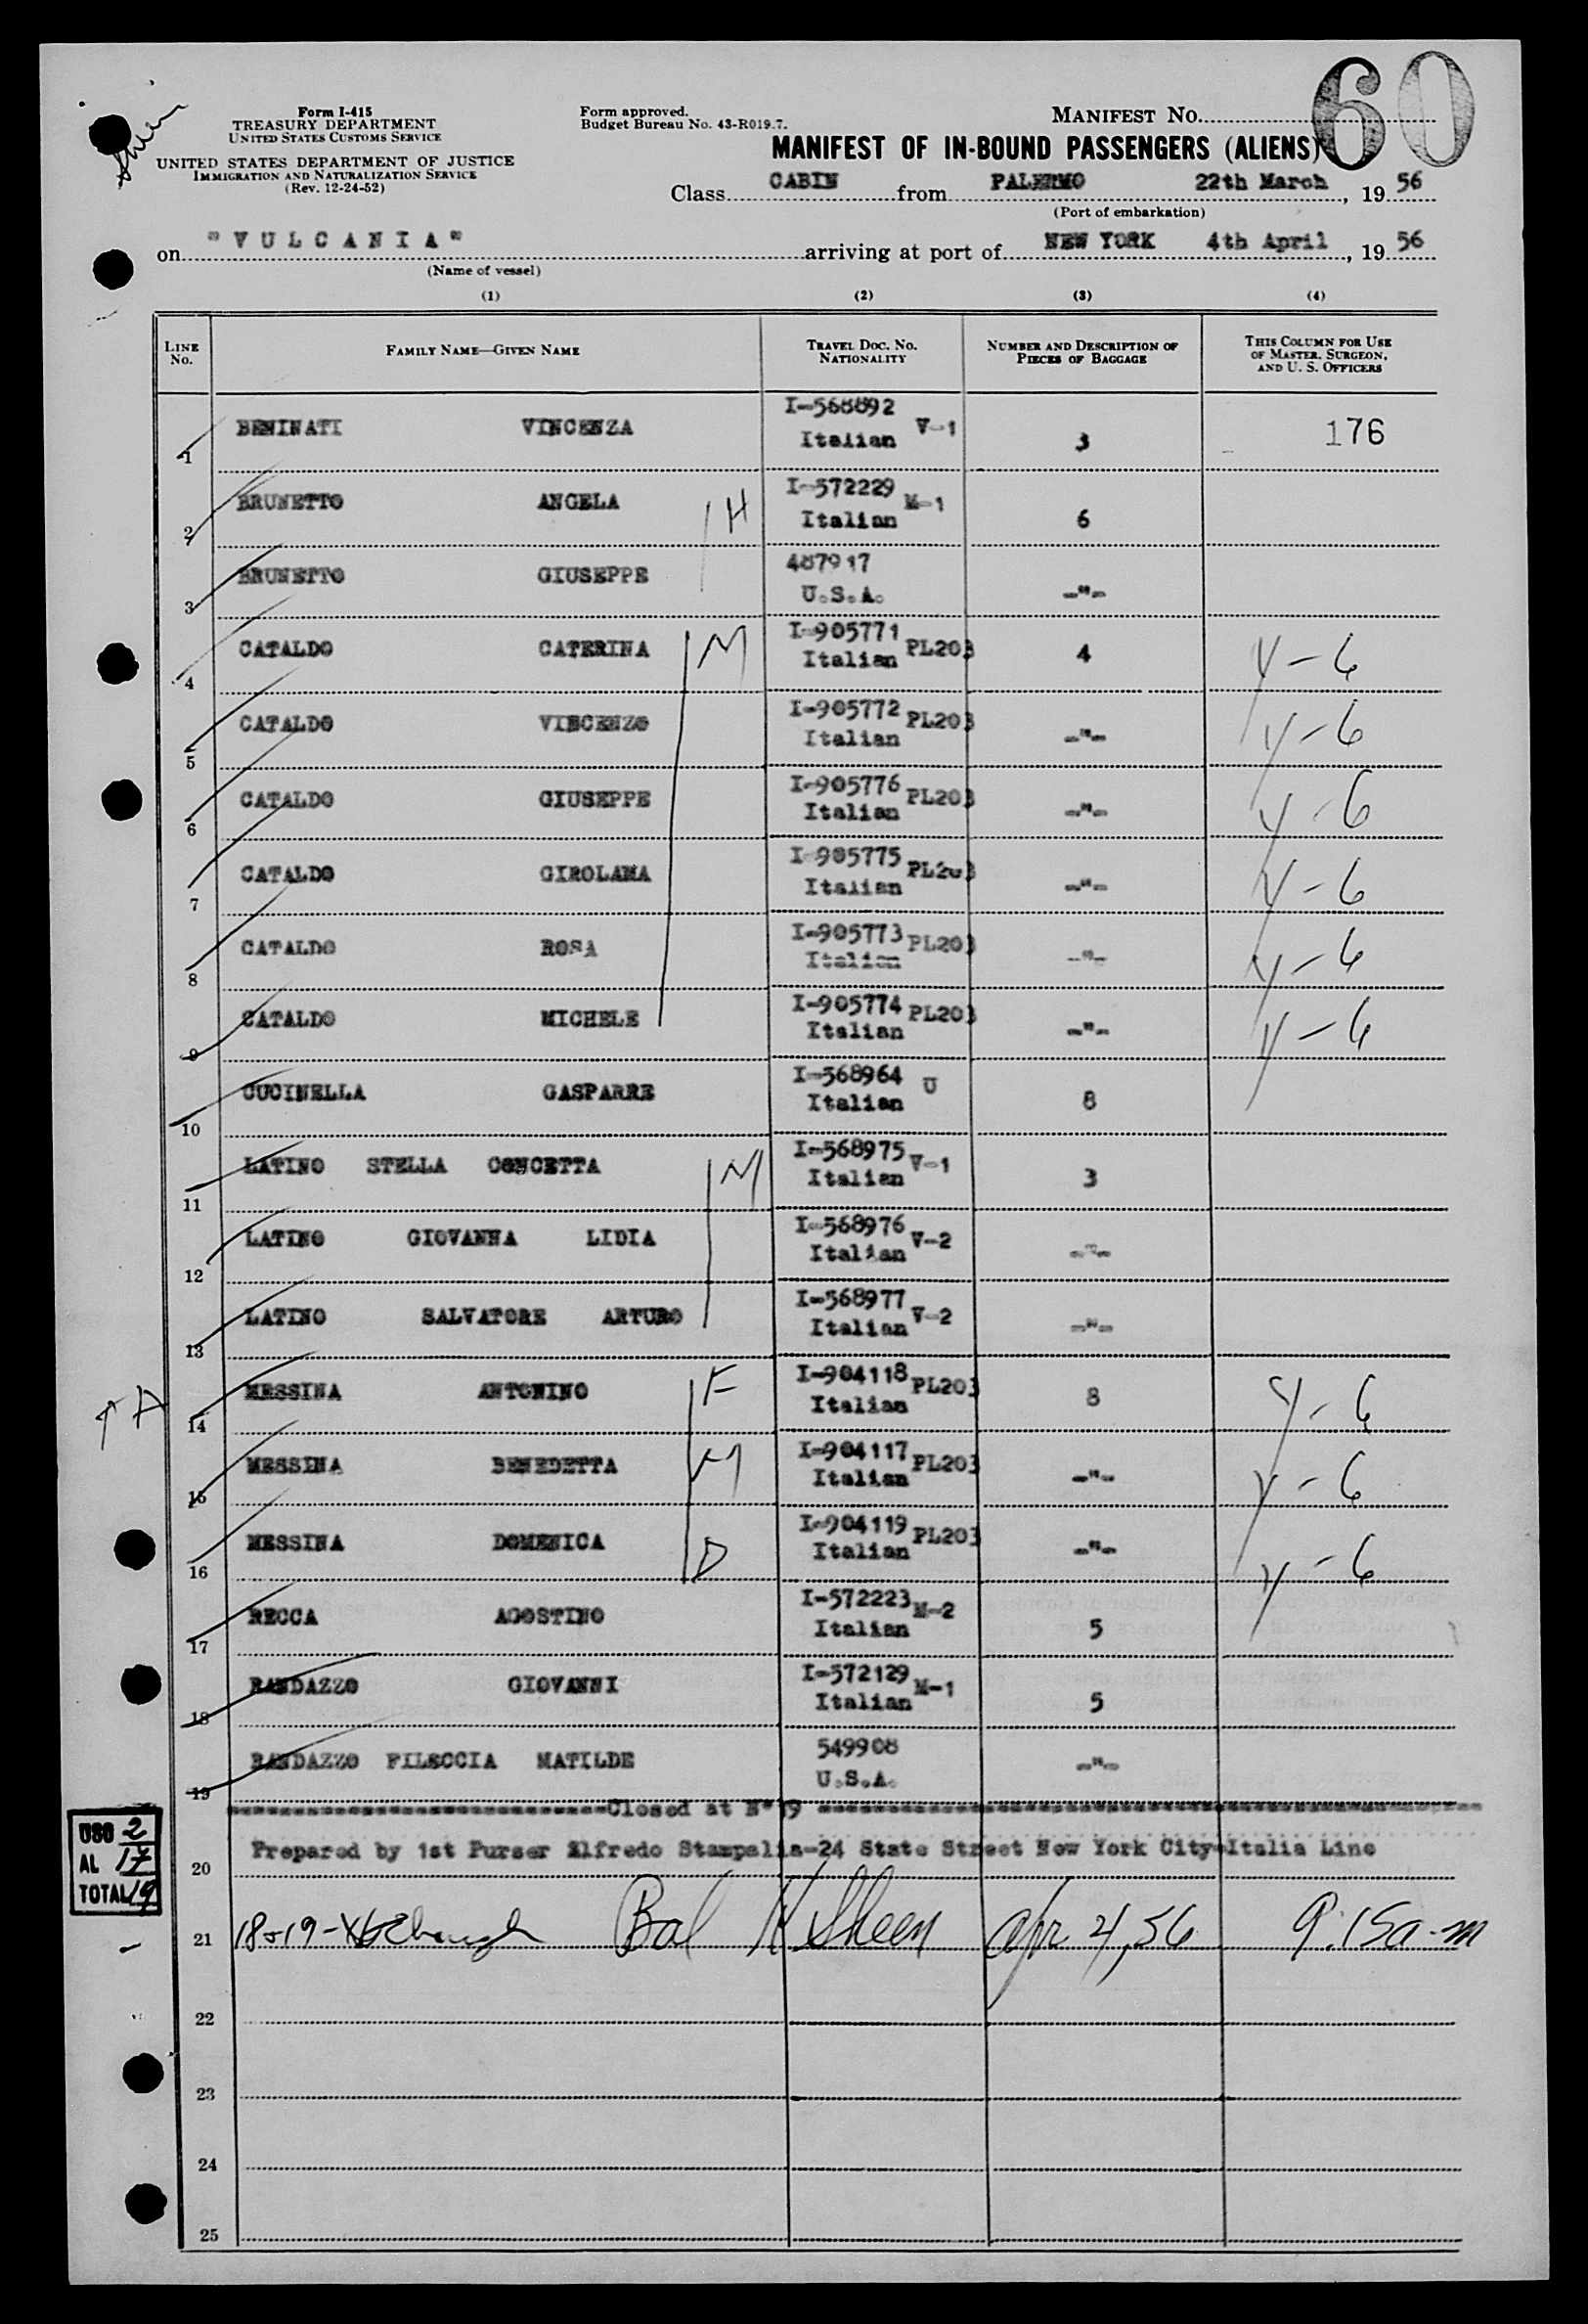 60
Sheen
Form I-415
TREASURY DEPARTMENT
UNITED STATES CUSTOMS SERVICE
UNITED STATES DEPARTMENT OF JUSTICE
IMMIGRATION AND NATURALIZATION SERVICE
(Rev. 12-24-52)
Form approved.
Budget Bureau No. 43-R019.7.
MANIFEST NO.
MANIFEST OF IN-BOUND PASSENGERS (ALIENS)
Class CABIN from PALERMO 22th March, 19 56
(Port of embarkation)
on "VULCANIA" arriving at port of NEW YORK 4th April, 19 56
(Name of vessel)
(1) (2) (3) (4)
LINE No. FAMILY NAME—GIVEN NAME TRAVEL DOC. NO. NATIONALITY NUMBER AND DESCRIPTION OF PIECES OF BAGGAGE THIS COLUMN FOR USE OF MASTER, SURGEON, AND U. S. OFFICERS
1 BENINATI VINCENZA I-568892 Italian V-1 3 176
2 BRUNETTO ANGELA H I-572229 Italian M-1 6
3 BRUNETTO GIUSEPPE 487917 U.S.A. -"-
4 CATALDO CATERINA M I-905771 Italian PL203 4 Y-6
5 CATALDO VINCENZO I-905772 Italian PL203 -"- Y-6
6 CATALDO GIUSEPPE I-905776 Italian PL203 -"- Y-6
7 CATALDO GIROLAMA I-905775 Italian PL203 -"- Y-6
8 CATALDO ROSA I-905773 Italian PL203 -"- Y-6
9 CATALDO MICHELE I-905774 Italian PL203 -"- Y-6
10 CUCINELLA GASPARRE I-568964 Italian U 8
11 LATINO STELLA CONCETTA M I-568975 Italian V-1 3
12 LATINO GIOVANNA LIDIA I-568976 Italian V-2 -"-
13 LATINO SALVATORE ARTURO I-568977 Italian V-2 -"-
14 MESSINA ANTONINO F I-904118 Italian PL203 8 Y-6
15 MESSINA BENEDETTA M I-904117 Italian PL203 -"- Y-6
16 MESSINA DOMENICA D I-904119 Italian PL203 -"- Y-6
17 RECCA AGOSTINO I-572223 Italian M-2 5
18 RANDAZZO GIOVANNI I-572129 Italian M-1 5
19 RANDAZZO FILECCIA MATILDE 549908 U.S.A. -"-
Closed at N° 19
20 Prepared by 1st Purser Elfredo Stampalia-24 State Street New York City-Italia Line
USC 2
AL 17
TOTAL 19
21 18+19- Bal Sheen Apr 4, 56 9:15 a-m
22
23
24
25